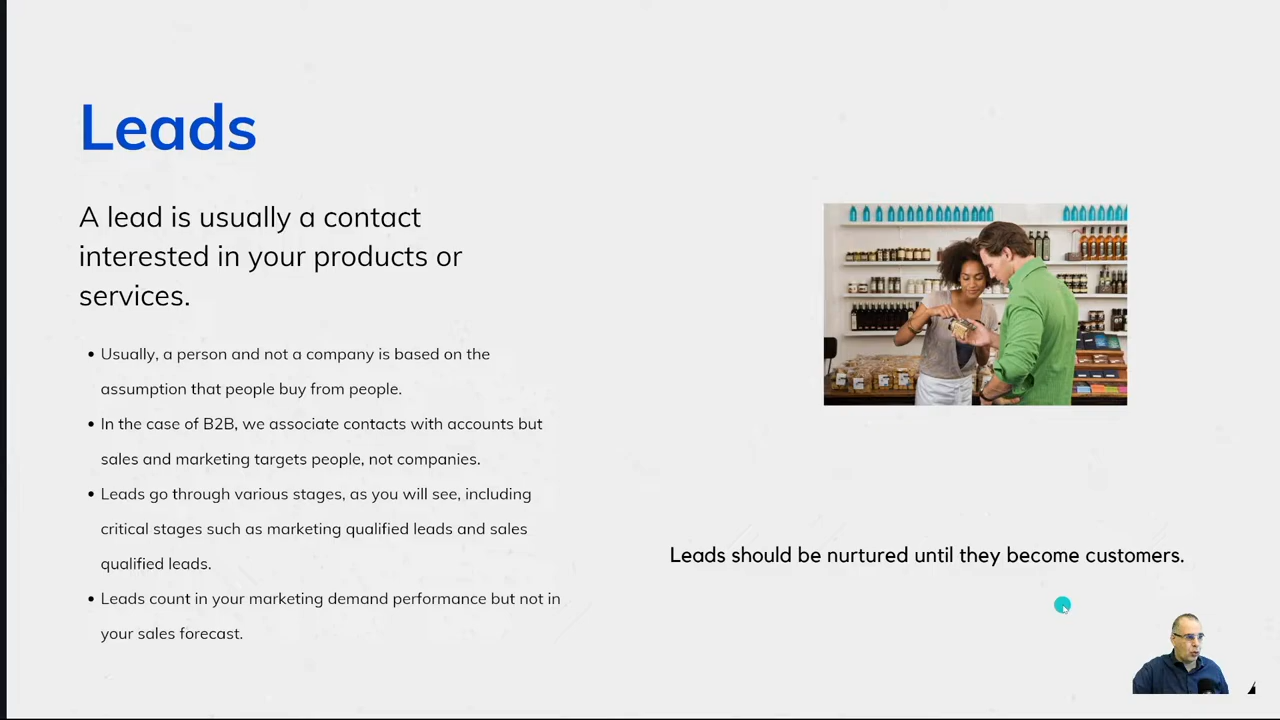 Leads
A lead is usually a contact
interested in your products or
services.
• Usually, a person and not a company is based on the
assumption that people buy from people.
• In the case of B2B, we associate contacts with accounts but
sales and marketing targets people, not companies.
• Leads go through various stages, as you will see, including
critical stages such as marketing qualified leads and sales
qualified leads.
• Leads count in your marketing demand performance but not in
your sales forecast.
Leads should be nurtured until they become customers.